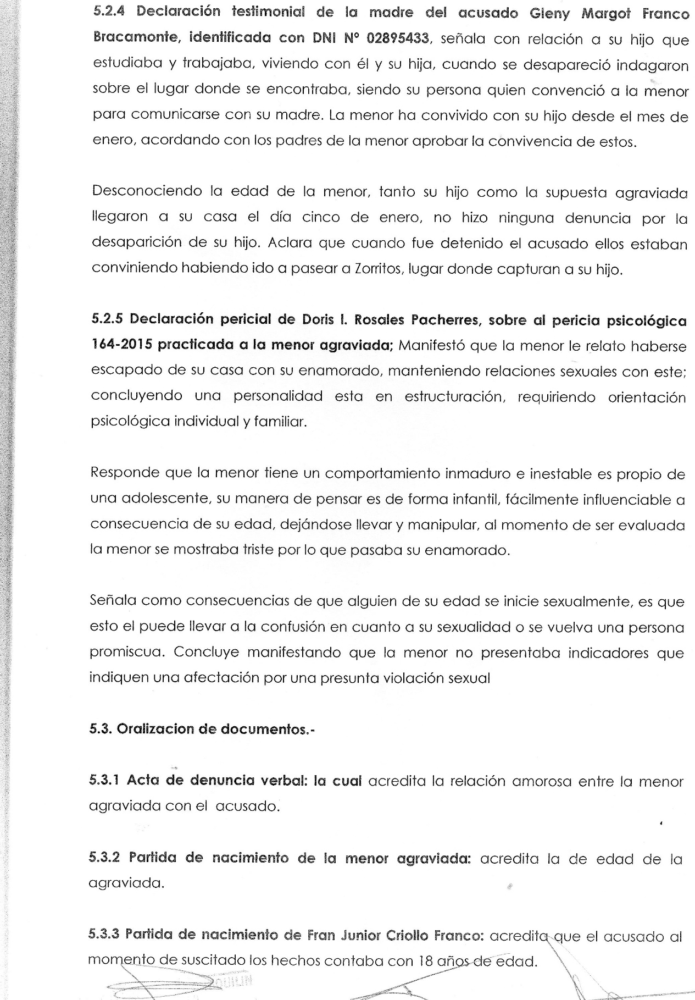 5.2.4 Declaración testimonial de la madre del acusado Gleny Margot Franco
Bracamonte, identificada con DNI Nº 02895433, señala con relación a su hijo que
estudiaba y trabajaba, viviendo con él y su hija, cuando se desapareció indagaron
sobre el lugar donde se encontraba, siendo su persona quien convenció a la menor
para comunicarse con su madre. La menor ha convivido con su hijo desde el mes de
enero, acordando con los padres de la menor aprobar la convivencia de estos.
Desconociendo la edad de la menor, tanto su hijo como la supuesta agraviada
llegaron a su casa el día cinco de enero, no hizo ninguna denuncia por la
desaparición de su hijo. Aclara que cuando fue detenido el acusado ellos estaban
conviniendo habiendo ido a pasear a Zorritos, lugar donde capturan a su hijo.
5.2.5 Declaración pericial de Doris I. Rosales Pacherres, sobre al pericia psicológica
164-2015 practicada a la menor agraviada; Manifestó que la menor le relato haberse
escapado de su casa con su enamorado, manteniendo relaciones sexuales con este;
concluyendo una personalidad esta en estructuración, requiriendo orientación
psicológica individual y familiar.
Responde que la menor tiene un comportamiento inmaduro e inestable es propio de
una adolescente, su manera de pensar es de forma infantil, fácilmente influenciable a
consecuencia de su edad, dejándose llevar y manipular, al momento de ser evaluada
la menor se mostraba triste por lo que pasaba su enamorado.
Señala como consecuencias de que alguien de su edad se inicie sexualmente, es que
esto el puede llevar a la confusión en cuanto a su sexualidad o se vuelva una persona
promiscua. Concluye manifestando que la menor no presentaba indicadores que
indiquen una afectación por una presunta violación sexual
5.3. Oralizacion de documentos.-
5.3.1 Acta de denuncia verbal: la cual acredita la relación amorosa entre la menor
agraviada con el acusado.
5.3.2 Partida de nacimiento de la menor agraviada: acredita la de edad de la
agraviada.
5.3.3 Partida de nacimiento de Fran Junior Criollo Franco: acredita que el acusado al
momento de suscitado los hechos contaba con 18 años de edad.